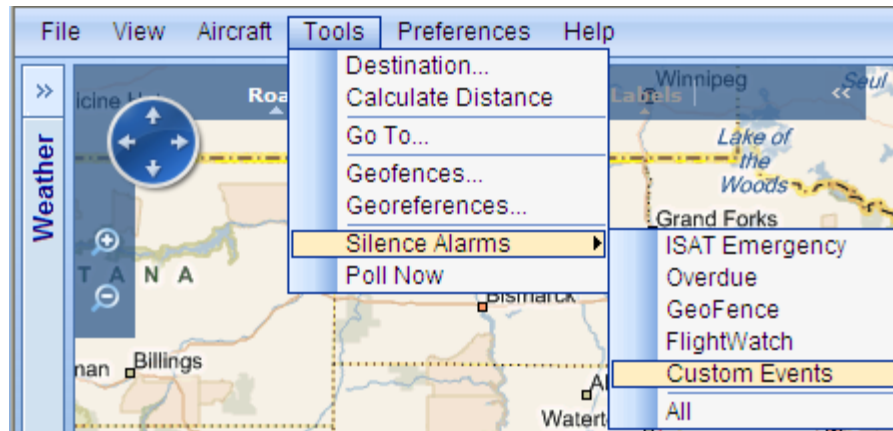 File View Aircraft Tools Preferences Help
Destination...
Calculate Distance
Go To...
Geofences...
Georeferences...
Silence Alarms
Poll Now
ISAT Emergency
Overdue
GeoFence
FlightWatch
Custom Events
All
Weather
Labels
Winnipeg
Seul
Lake of
the
Woods
Grand Forks
T A N A
Bismarck
Billings